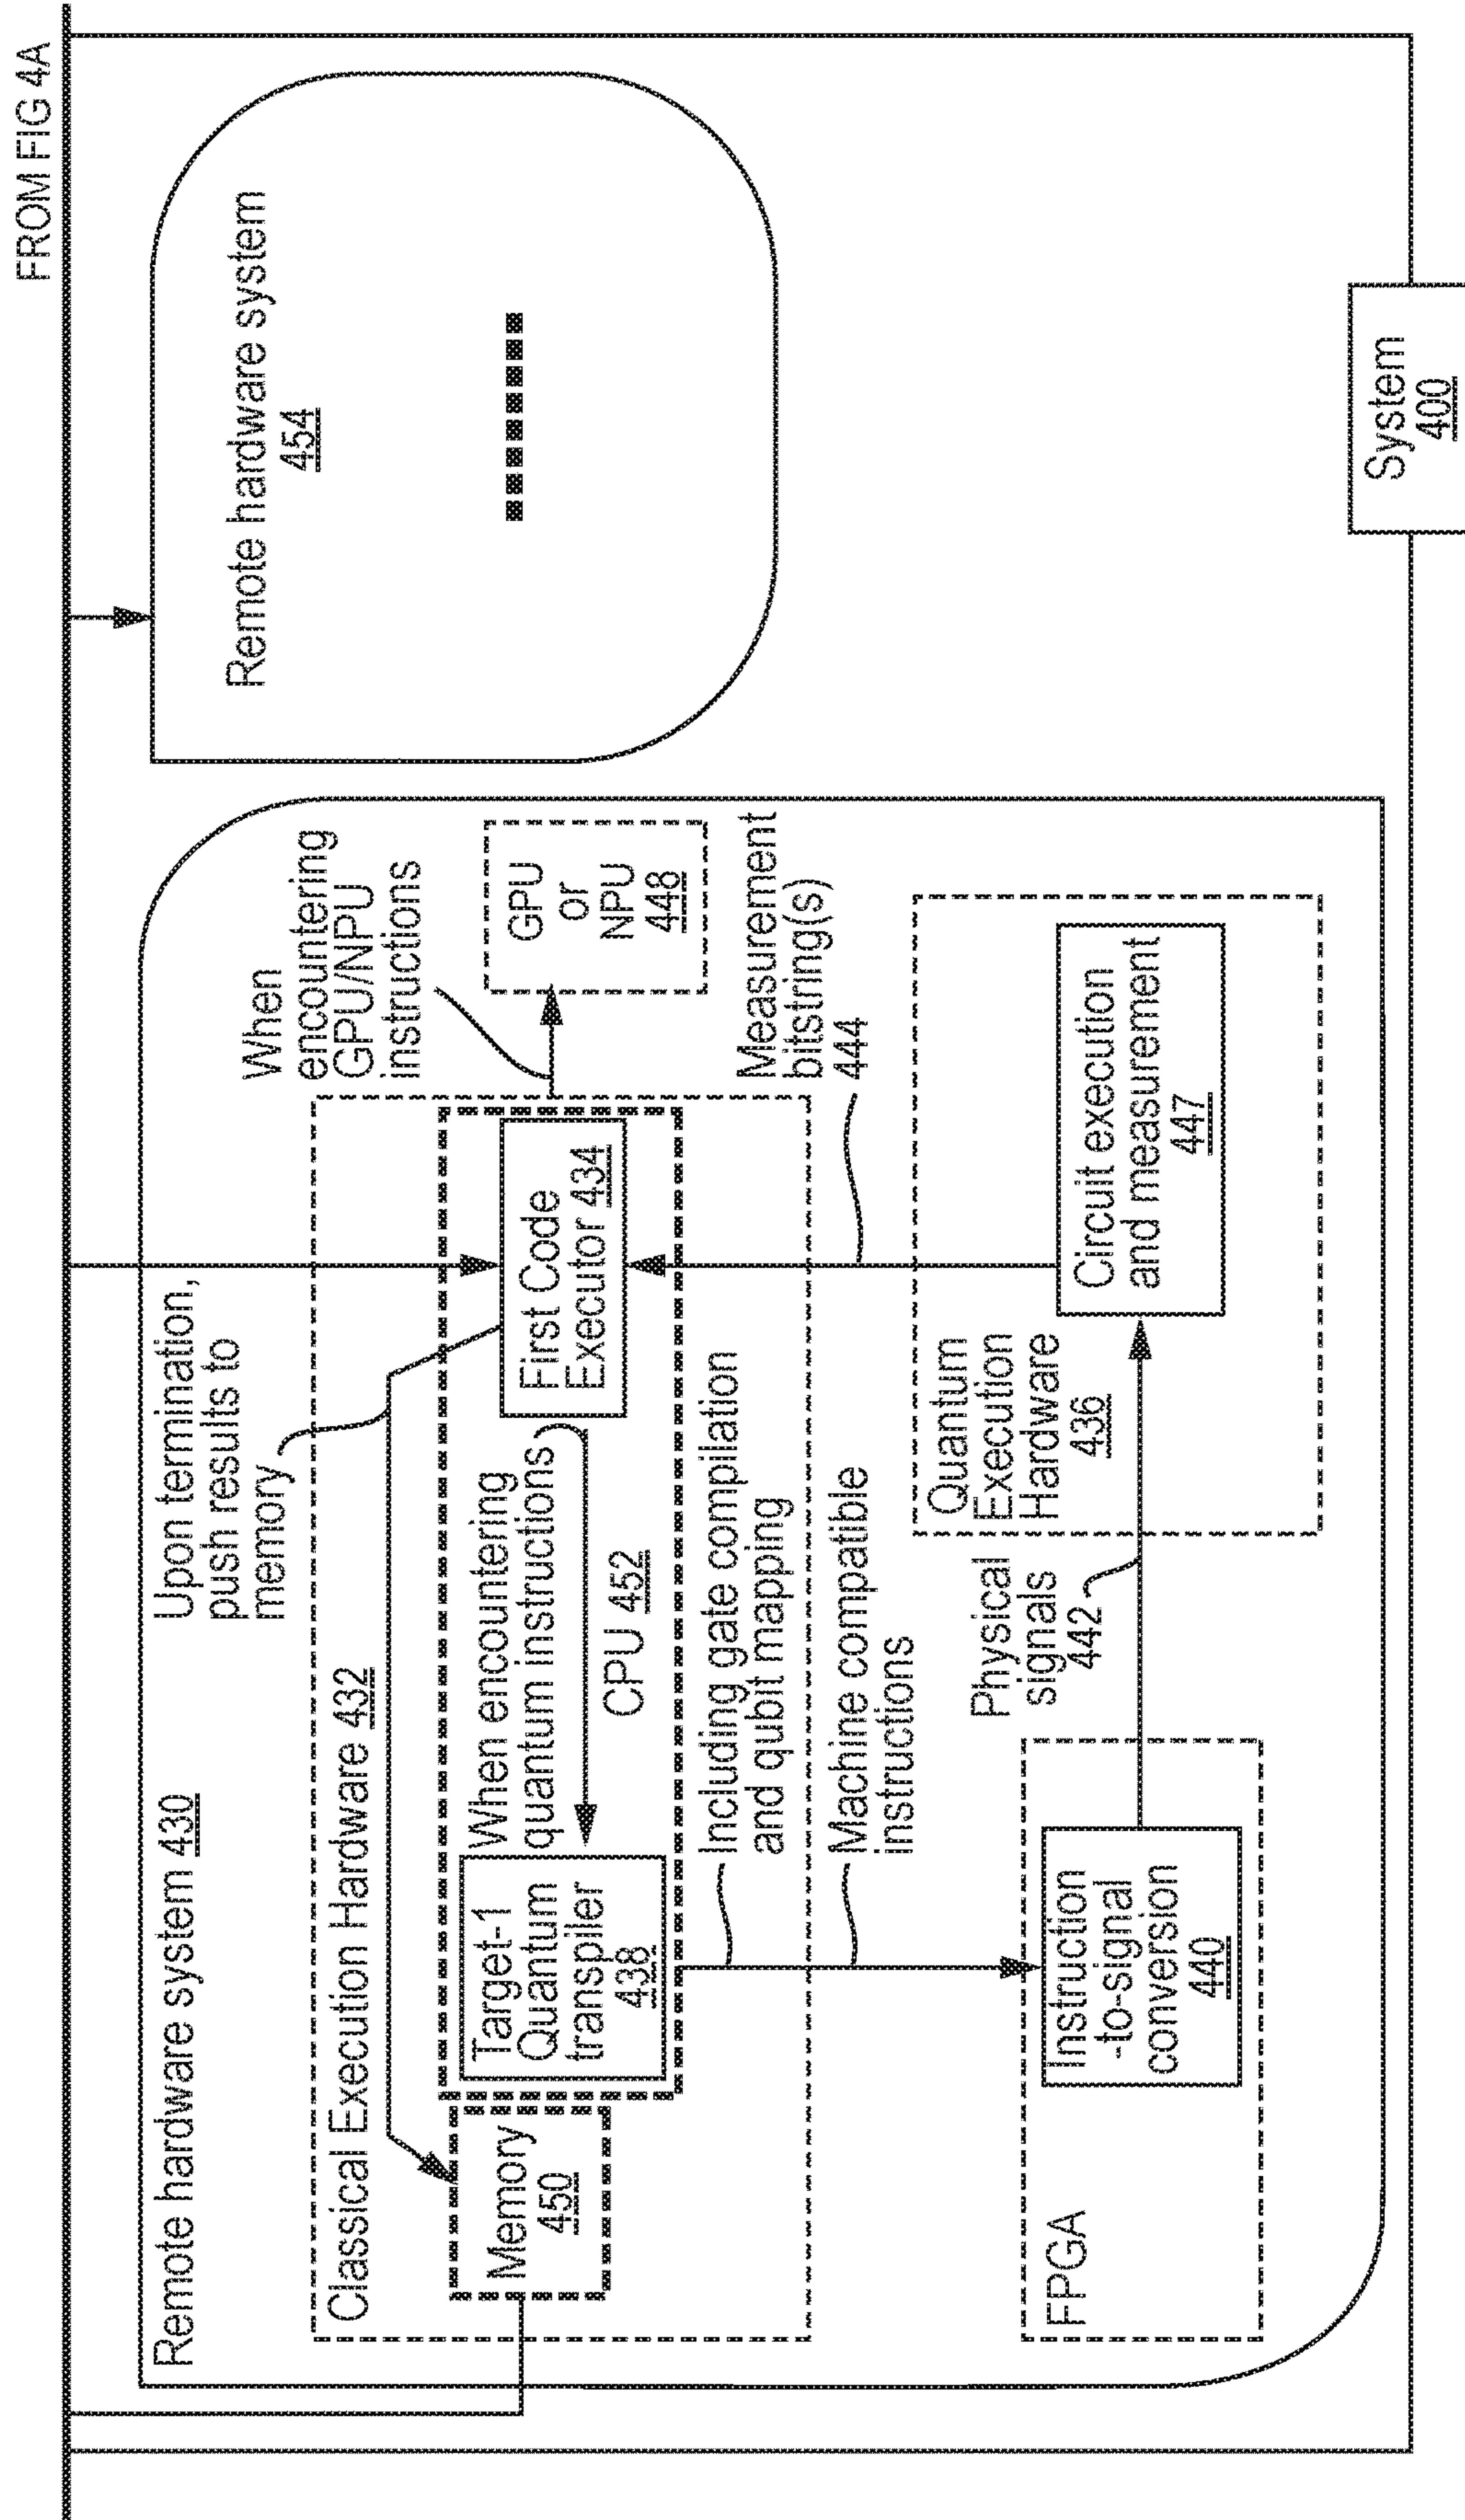 FROM FIG 4A
Remote hardware system 430
Upon termination,
push results to
memory
When
encountering
GPU/NPU
instructions
Remote hardware system
454
Classical Execution Hardware 432
Memory
450
Target-1
Quantum
transpiler
438
When encountering
quantum instructions
CPU 452
First Code
Executor 434
GPU
or
NPU
448
Including gate compilation
and qubit mapping
Machine compatible
instructions
Measurement
bitstring(s)
444
FPGA
Instruction
-to-signal
conversion
440
Physical
signals
442
Quantum
Execution
Hardware
436
Circuit execution
and measurement
447
System
400